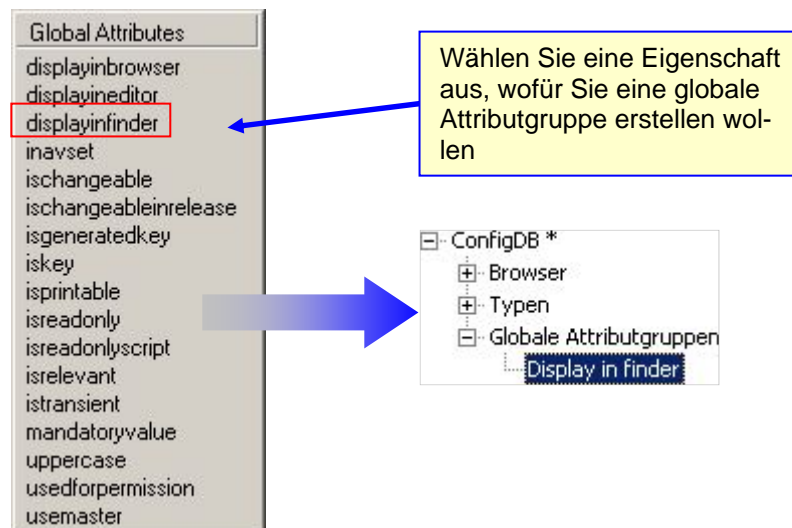 Global Attributes
displayinbrowser
displayineditor
displayinfinder
inavset
ischangeable
ischangeableinrelease
isgeneratedkey
iskey
isprintable
isreadonly
isreadonlyscript
isrelevant
istransient
mandatoryvalue
uppercase
usedforpermission
usemaster
Wählen Sie eine Eigenschaft
aus, wofür Sie eine globale
Attributgruppe erstellen wol-
len
ConfigDB *
Browser
Typen
Globale Attributgruppen
Display in finder